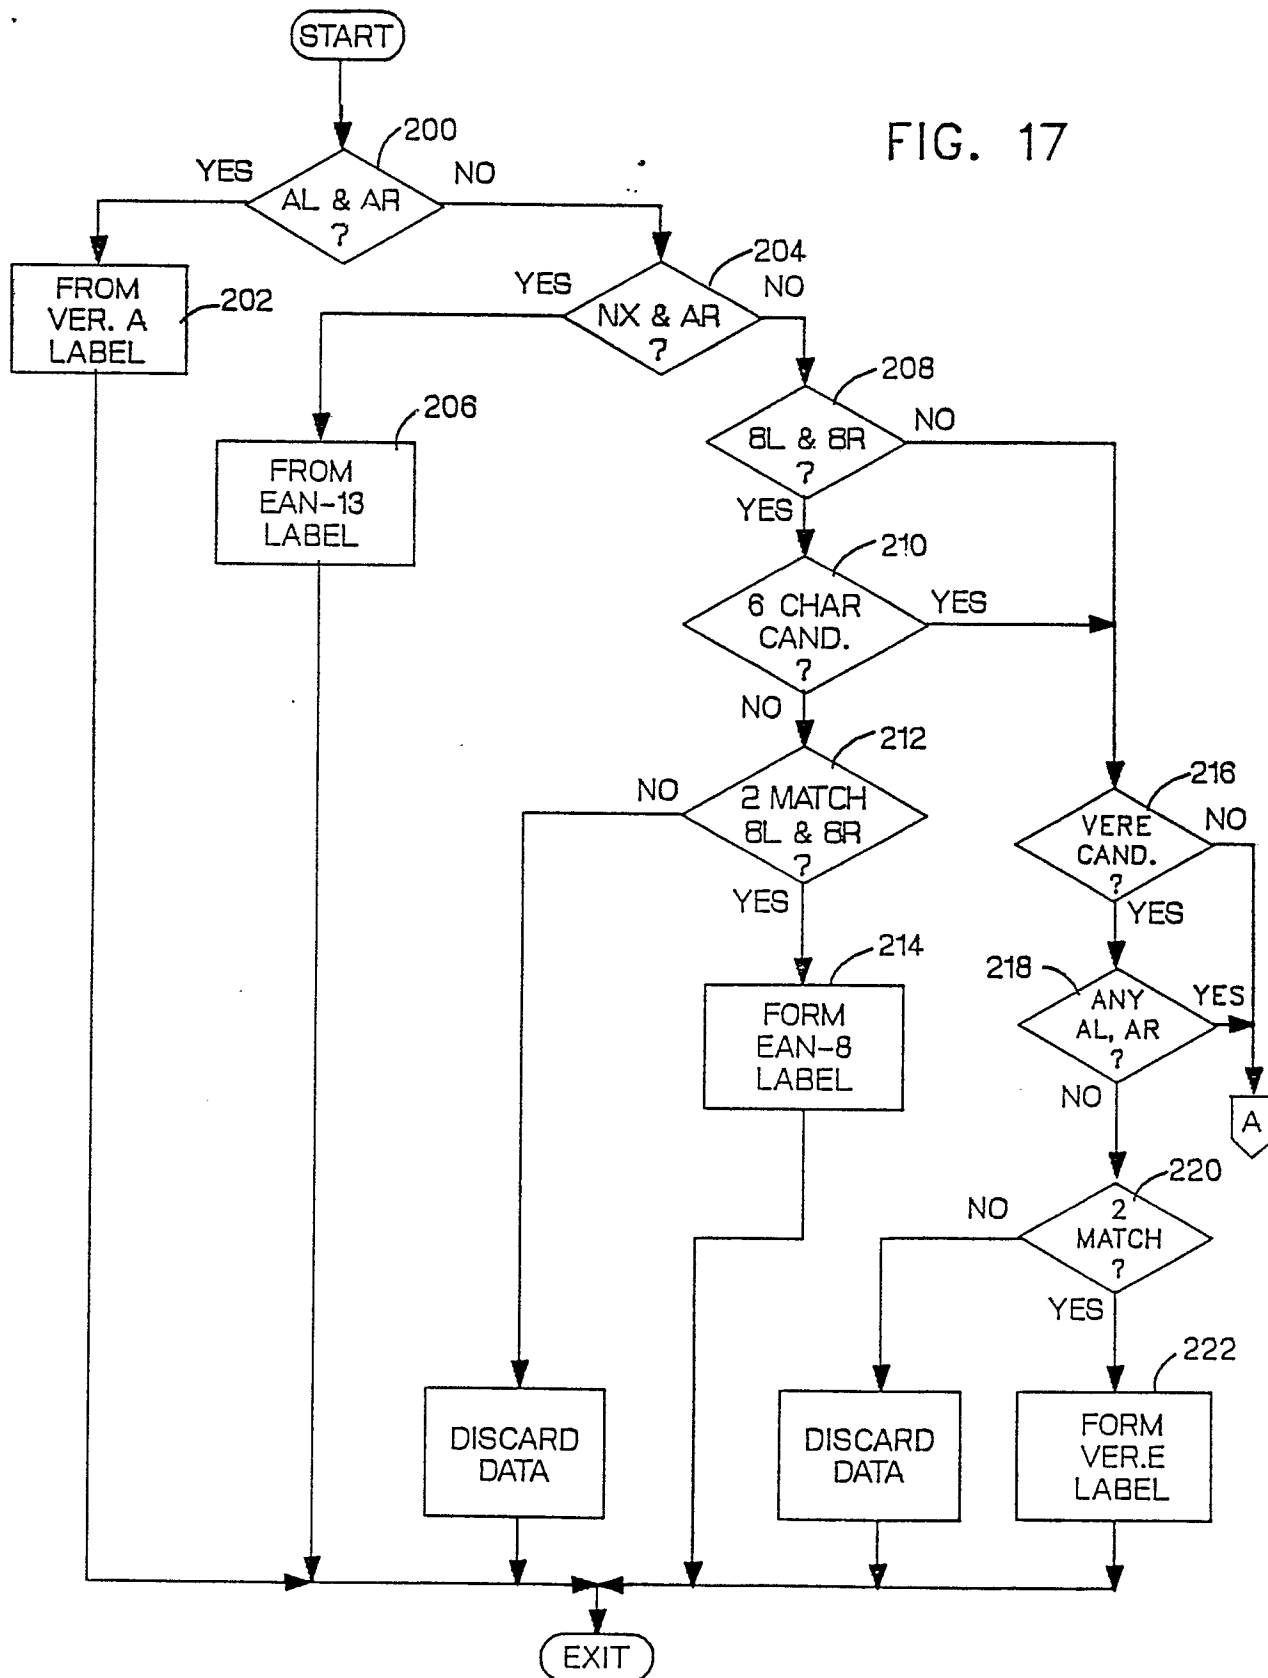 START
FIG. 17
200
YES
NO
AL & AR
?
204
FROM
VER. A
LABEL
202
YES
NO
NX & AR
?
208
206
FROM
EAN-13
LABEL
NO
8L & 8R
?
YES
210
6 CHAR
CAND.
?
YES
NO
212
NO
2 MATCH
8L & 8R
?
YES
216
VERE
CAND.
?
NO
YES
214
FORM
EAN-8
LABEL
218
ANY
AL, AR
?
YES
NO
A
220
NO
2
MATCH
?
YES
222
DISCARD
DATA
DISCARD
DATA
FORM
VER.E
LABEL
EXIT